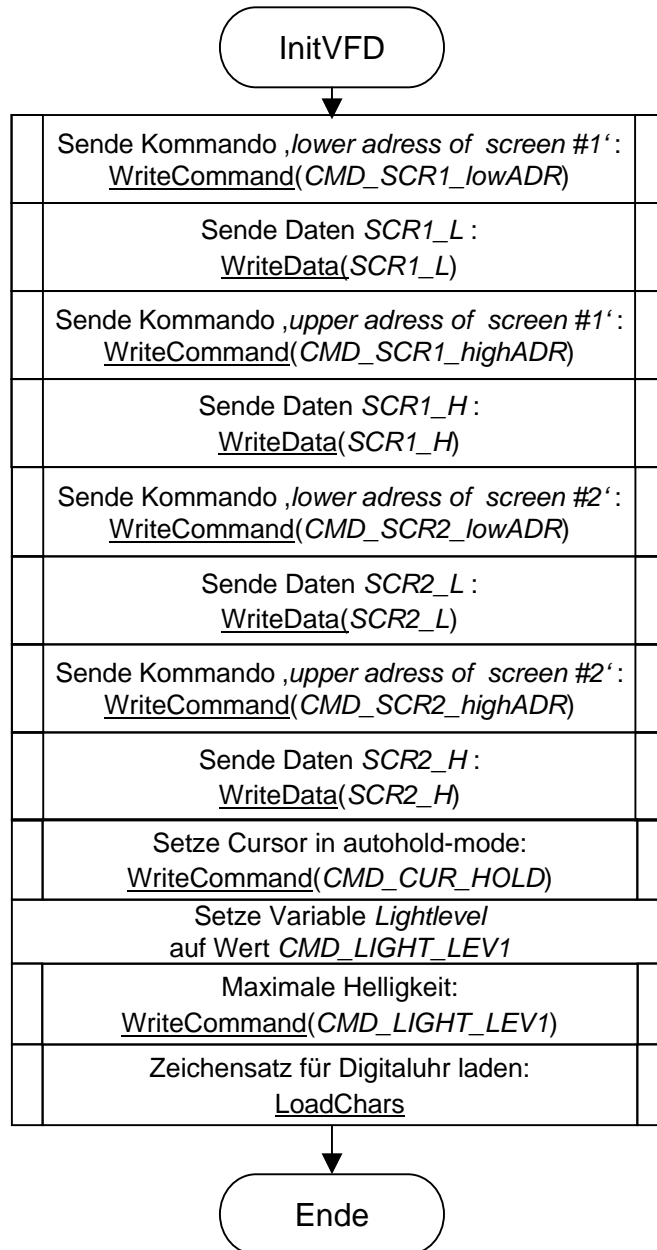 InitVFD
Sende Kommando ‚lower adress of screen #1‘ :
WriteCommand(CMD_SCR1_lowADR)
Sende Daten SCR1_L :
WriteData(SCR1_L)
Sende Kommando ‚upper adress of screen #1‘ :
WriteCommand(CMD_SCR1_highADR)
Sende Daten SCR1_H :
WriteData(SCR1_H)
Sende Kommando ‚lower adress of screen #2‘ :
WriteCommand(CMD_SCR2_lowADR)
Sende Daten SCR2_L :
WriteData(SCR2_L)
Sende Kommando ‚upper adress of screen #2‘ :
WriteCommand(CMD_SCR2_highADR)
Sende Daten SCR2_H :
WriteData(SCR2_H)
Setze Cursor in autohold-mode:
WriteCommand(CMD_CUR_HOLD)
Setze Variable Lightlevel
auf Wert CMD_LIGHT_LEV1
Maximale Helligkeit:
WriteCommand(CMD_LIGHT_LEV1)
Zeichensatz für Digitaluhr laden:
LoadChars
Ende